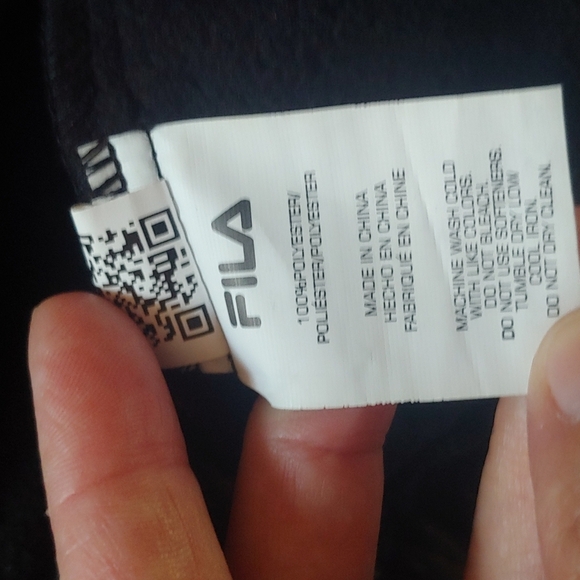 FILA
100%POLYESTER/
POLIÉSTER/POLYESTER
MADE IN CHINA
HECHO EN CHINA
FABRIQUÉ EN CHINE
MACHINE WASH COLD
WITH LIKE COLORS.
DO NOT BLEACH.
DO NOT USE SOFTENERS.
TUMBLE DRY LOW
COOL IRON.
DO NOT DRY CLEAN.